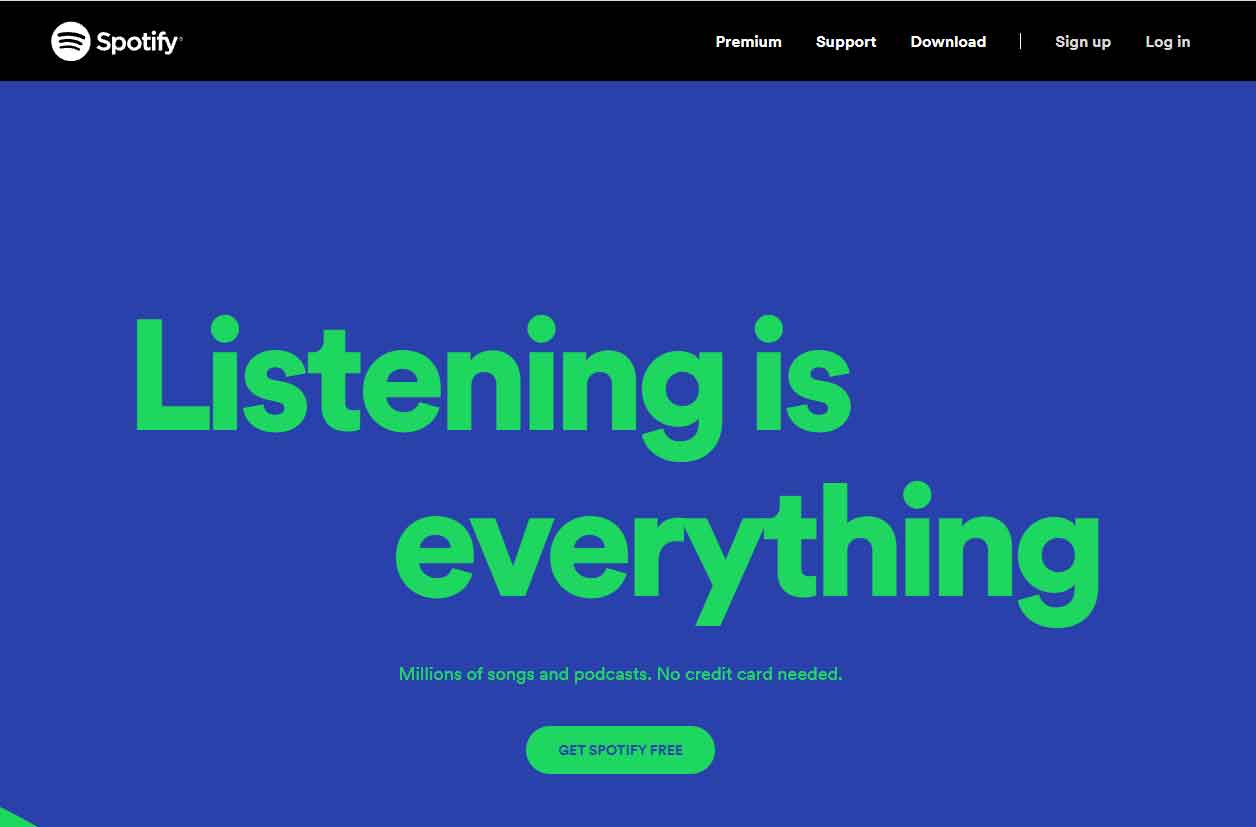 Spotify®
Premium Support Download | Sign up Log in
Listening is
everything
Millions of songs and podcasts. No credit card needed.
GET SPOTIFY FREE